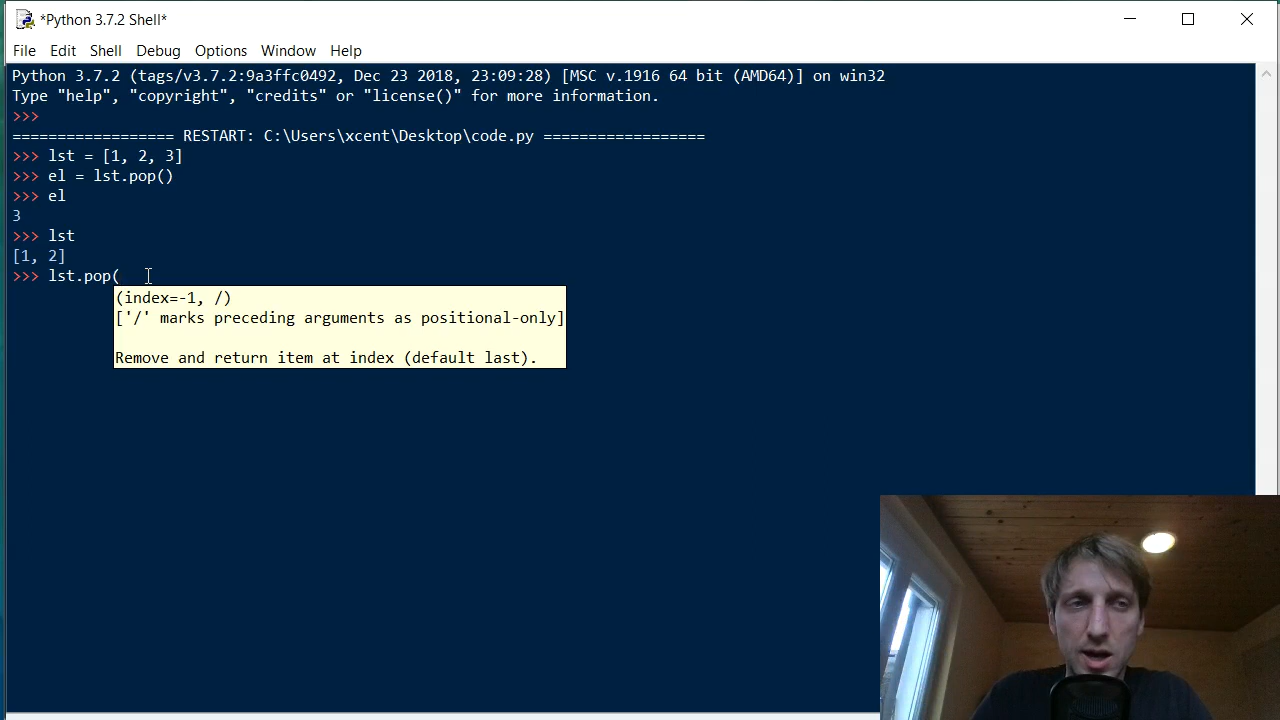 *Python 3.7.2 Shell*
File Edit Shell Debug Options Window Help
Python 3.7.2 (tags/v3.7.2:9a3ffc0492, Dec 23 2018, 23:09:28) [MSC v.1916 64 bit (AMD64)] on win32
Type "help", "copyright", "credits" or "license()" for more information.
>>>
================== RESTART: C:\Users\xcent\Desktop\code.py ==================
>>> lst = [1, 2, 3]
>>> el = lst.pop()
>>> el
3
>>> lst
[1, 2]
>>> lst.pop(
(index=-1, /)
['/' marks preceding arguments as positional-only]
Remove and return item at index (default last).